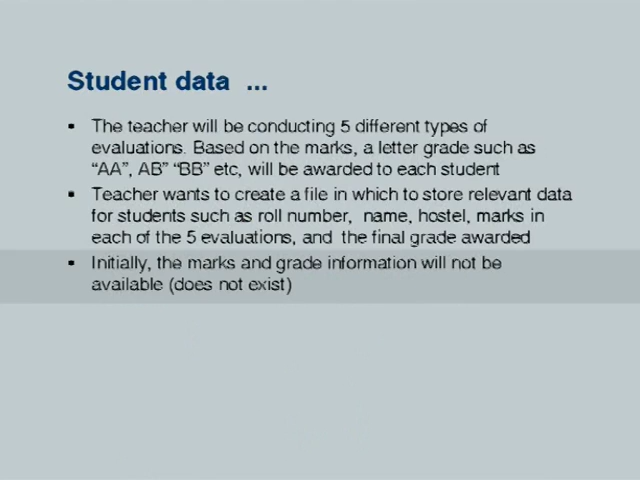 Student data ...
▪ The teacher will be conducting 5 different types of
evaluations. Based on the marks, a letter grade such as
“AA”, AB” “BB” etc, will be awarded to each student
▪ Teacher wants to create a file in which to store relevant data
for students such as roll number, name, hostel, marks in
each of the 5 evaluations, and the final grade awarded
▪ Initially, the marks and grade information will not be
available (does not exist)